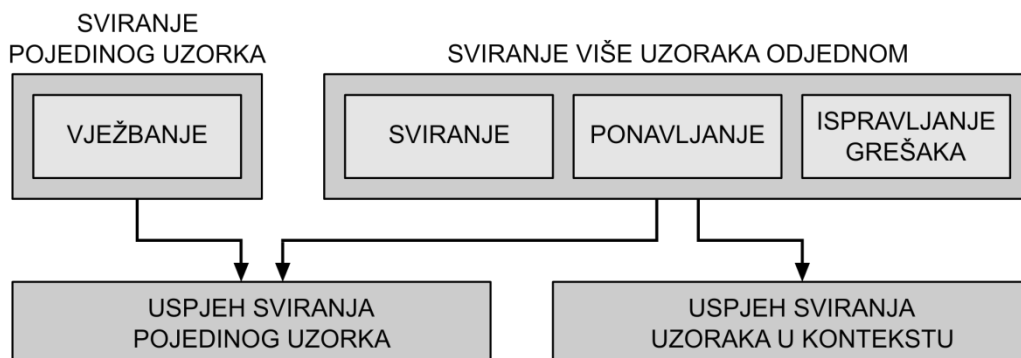 SVIRANJE
POJEDINOG UZORKA
SVIRANJE VIŠE UZORAKA ODJEDNOM
VJEŽBANJE
SVIRANJE
PONAVLJANJE
ISPRAVLJANJE
GREŠAKA
USPJEH SVIRANJA
POJEDINOG UZORKA
USPJEH SVIRANJA
UZORAKA U KONTEKSTU